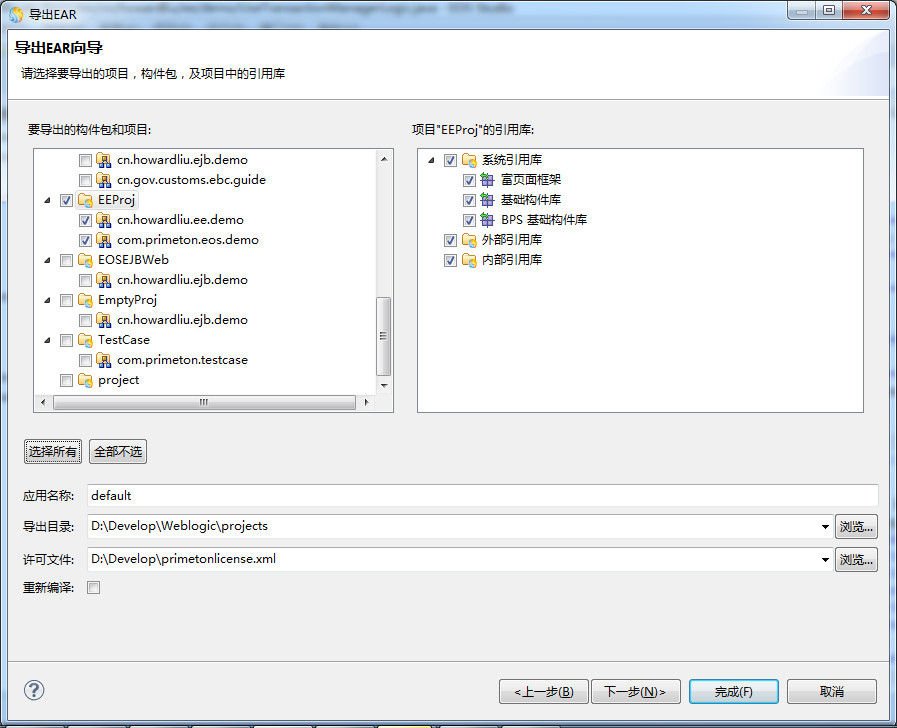 导出EAR
导出EAR向导
请选择要导出的项目，构件包，及项目中的引用库
要导出的构件包和项目:
cn.howardliu.ejb.demo
cn.gov.customs.ebc.guide
EEProj
cn.howardliu.ee.demo
com.primeton.eos.demo
EOSEJBWeb
cn.howardliu.ejb.demo
EmptyProj
cn.howardliu.ejb.demo
TestCase
com.primeton.testcase
project
项目"EEProj"的引用库:
系统引用库
富页面框架
基础构件库
BPS 基础构件库
外部引用库
内部引用库
选择所有 全部不选
应用名称: default
导出目录: D:\Develop\Weblogic\projects 浏览...
许可文件: D:\Develop\primetonlicense.xml 浏览...
重新编译:
<上一步(B) 下一步(N)> 完成(F) 取消